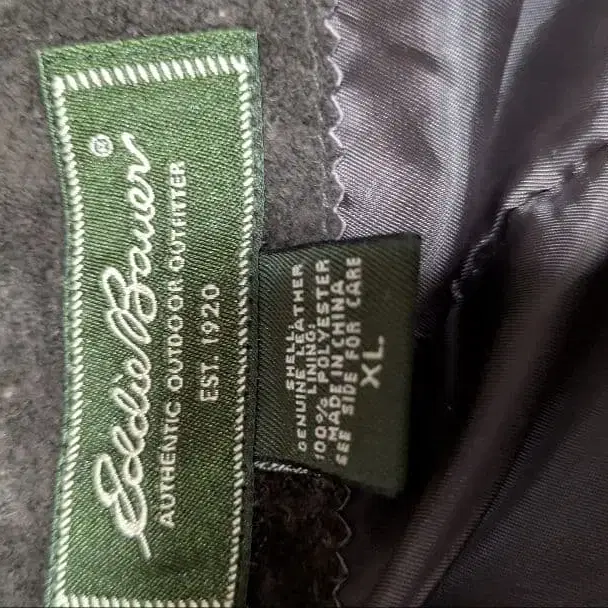 Eddie Bauer®
AUTHENTIC OUTDOOR OUTFITTER
EST. 1920
SHELL:
GENUINE LEATHER
LINING:
100% POLYESTER
MADE IN CHINA
SEE SIDE FOR CARE
XL